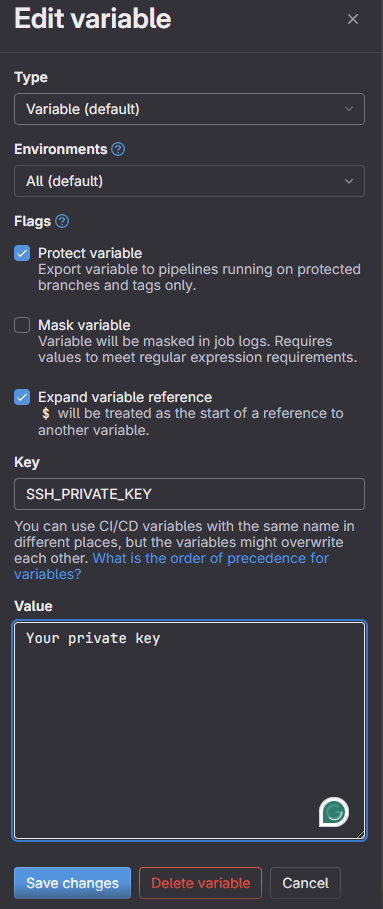 Edit variable
Type
Variable (default)
Environments
All (default)
Flags
Protect variable
Export variable to pipelines running on protected
branches and tags only.
Mask variable
Variable will be masked in job logs. Requires
values to meet regular expression requirements.
Expand variable reference
$ will be treated as the start of a reference to
another variable.
Key
SSH_PRIVATE_KEY
You can use CI/CD variables with the same name in
different places, but the variables might overwrite
each other. What is the order of precedence for
variables?
Value
Your private key
Save changes
Delete variable
Cancel